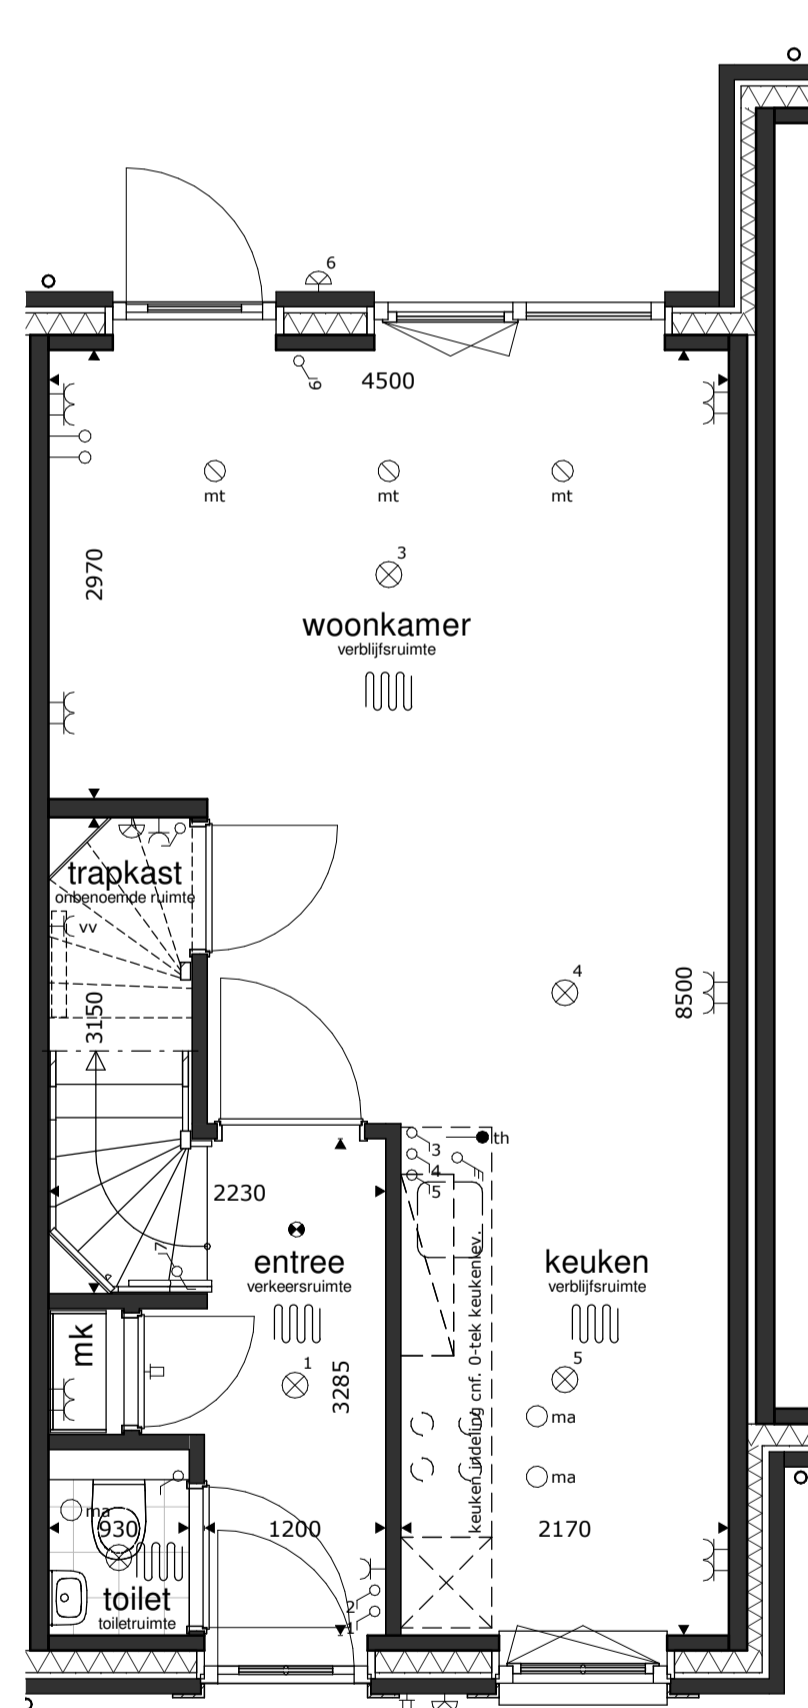 6
6
4500
mt
mt
mt
2970
3
woonkamer
verblijfsruimte
trapkast
onbenoemde ruimte
vv
3150
4
8500
th
3
4
5
2230
7
entree
verkeersruimte
keuken
verblijfsruimte
keuken indeling cnf. 0-tek keukenlev.
mk
1
3285
5
ma
ma
ma
930
1200
2170
toilet
toiletruimte
2
1